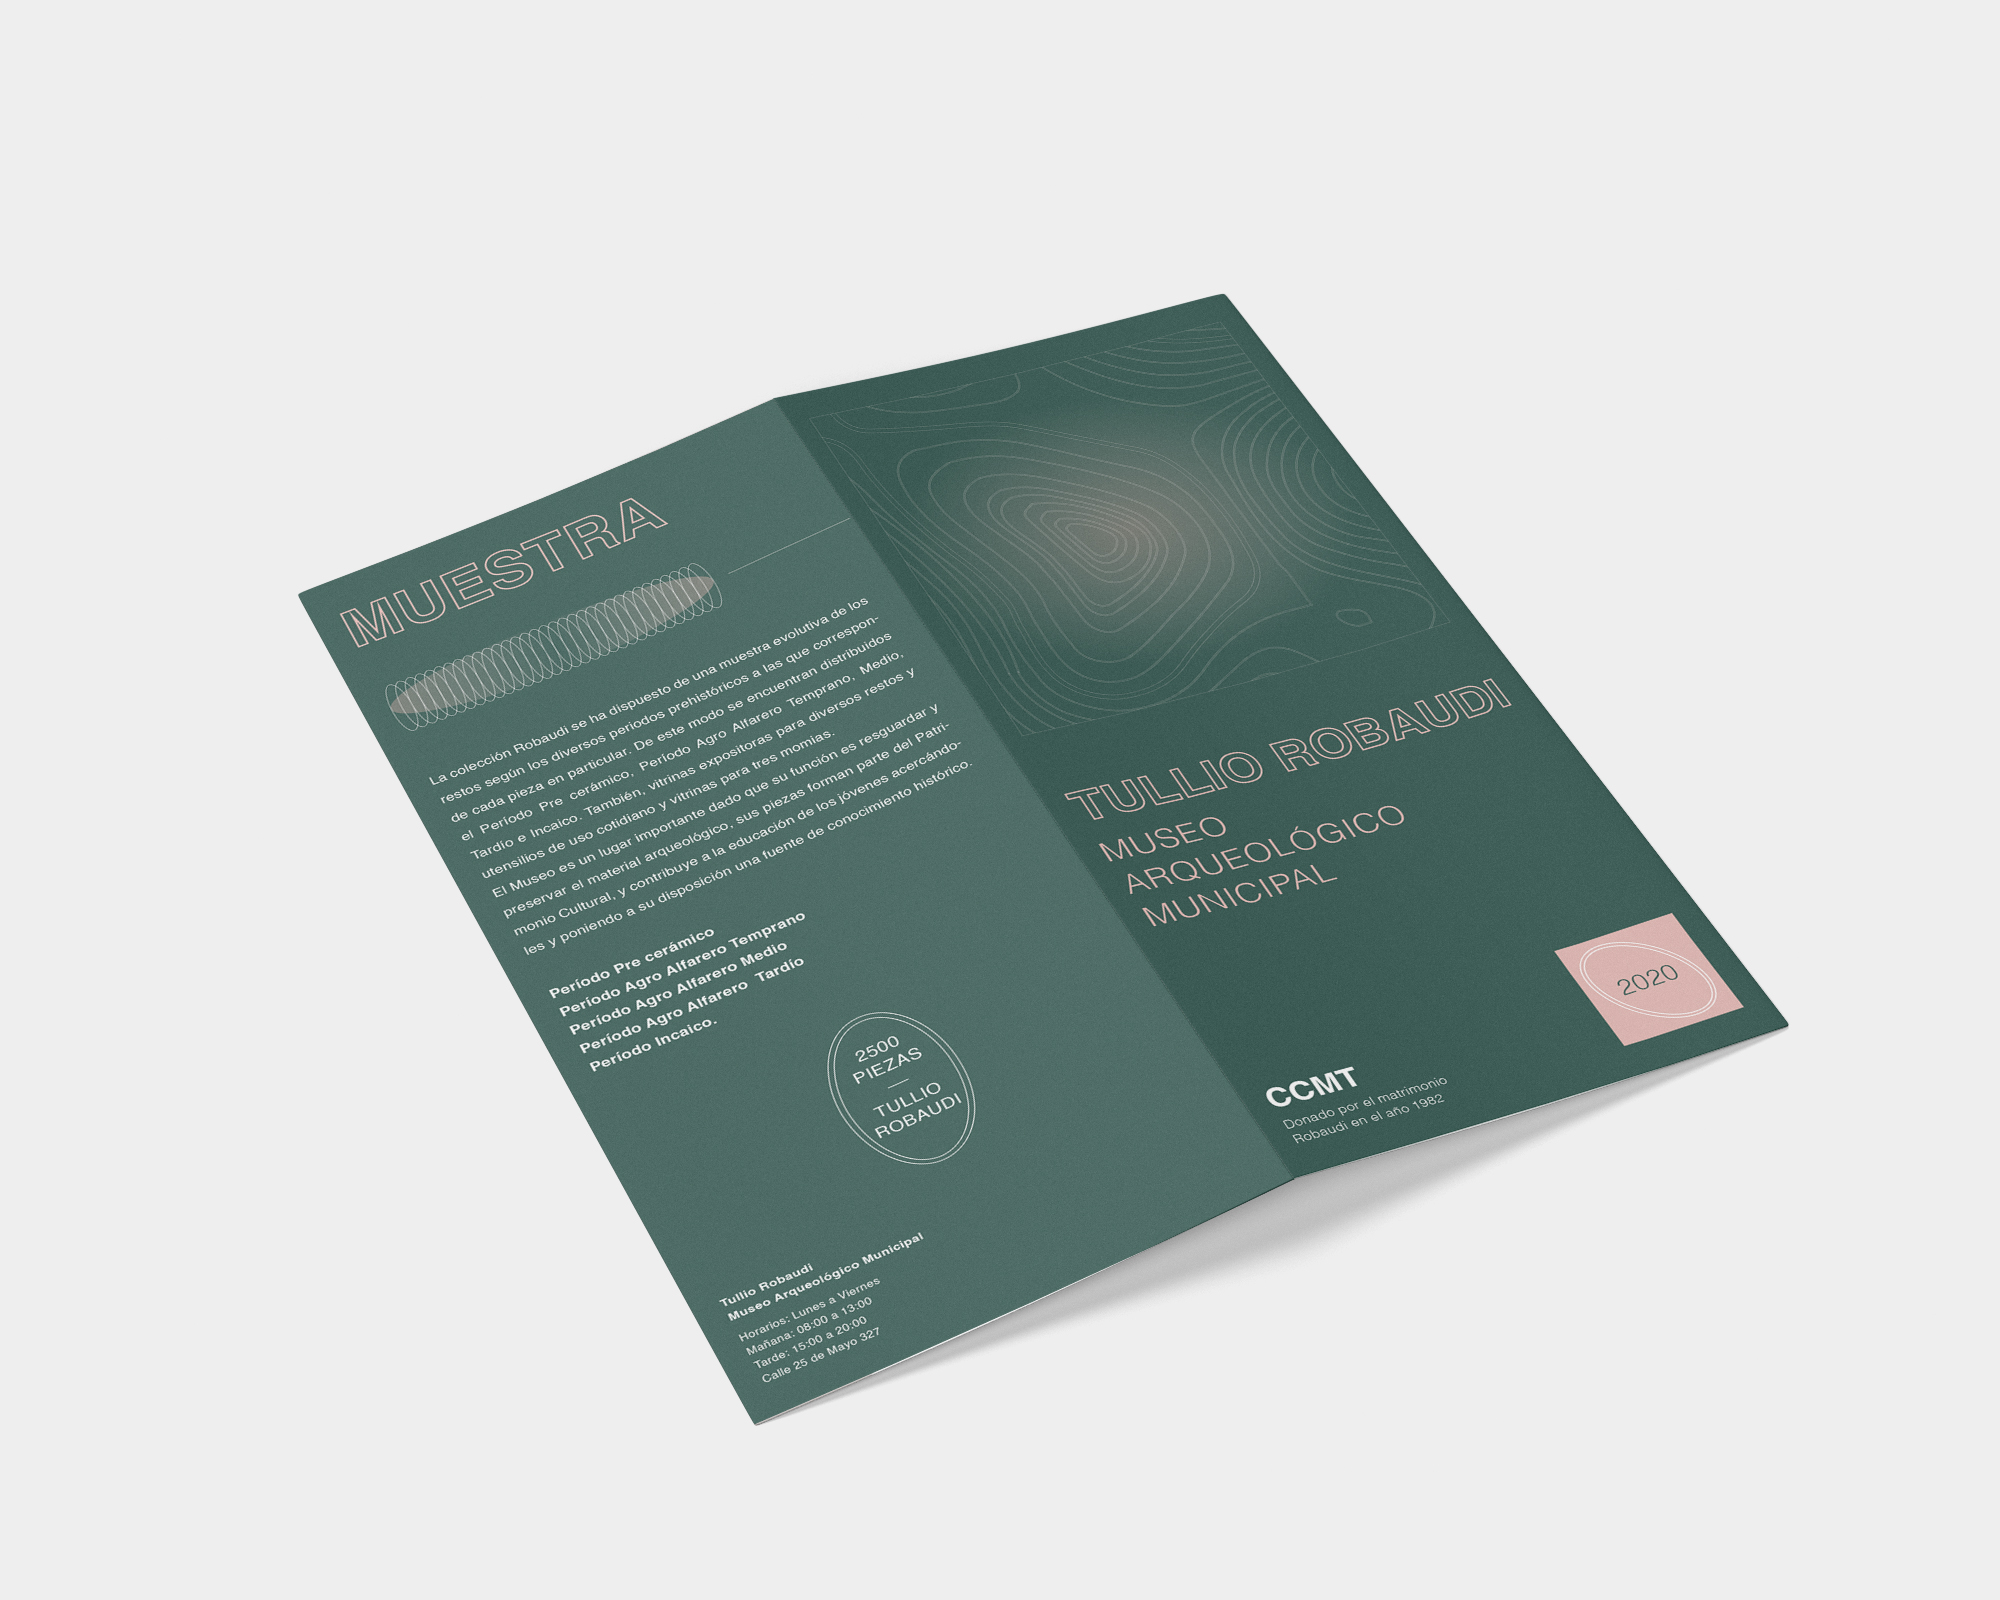 MUESTRA
La colección Robaudi se ha dispuesto de una muestra evolutiva de los
restos según los diversos períodos prehistóricos a las que correspon-
de cada pieza en particular. De este modo se encuentran distribuidos
el Período Pre cerámico, Período Agro Alfarero Temprano, Medio,
Tardío e Incaico. También, vitrinas expositoras para diversos restos y
utensilios de uso cotidiano y vitrinas para tres momias.
El Museo es un lugar importante dado que su función es resguardar y
preservar el material arqueológico, sus piezas forman parte del Patri-
monio Cultural, y contribuye a la educación de los jóvenes acercándo-
les y poniendo a su disposición una fuente de conocimiento histórico.
Período Pre cerámico
Período Agro Alfarero Temprano
Período Agro Alfarero Medio
Período Agro Alfarero Tardío
Período Incaico.
2500
PIEZAS
TULLIO
ROBAUDI
Tullio Robaudi
Museo Arqueológico Municipal
Horarios: Lunes a Viernes
Mañana: 08:00 a 13:00
Tarde: 15:00 a 20:00
Calle 25 de Mayo 327
TULLIO ROBAUDI
MUSEO
ARQUEOLÓGICO
MUNICIPAL
2020
CCMT
Donado por el matrimonio
Robaudi en el año 1982